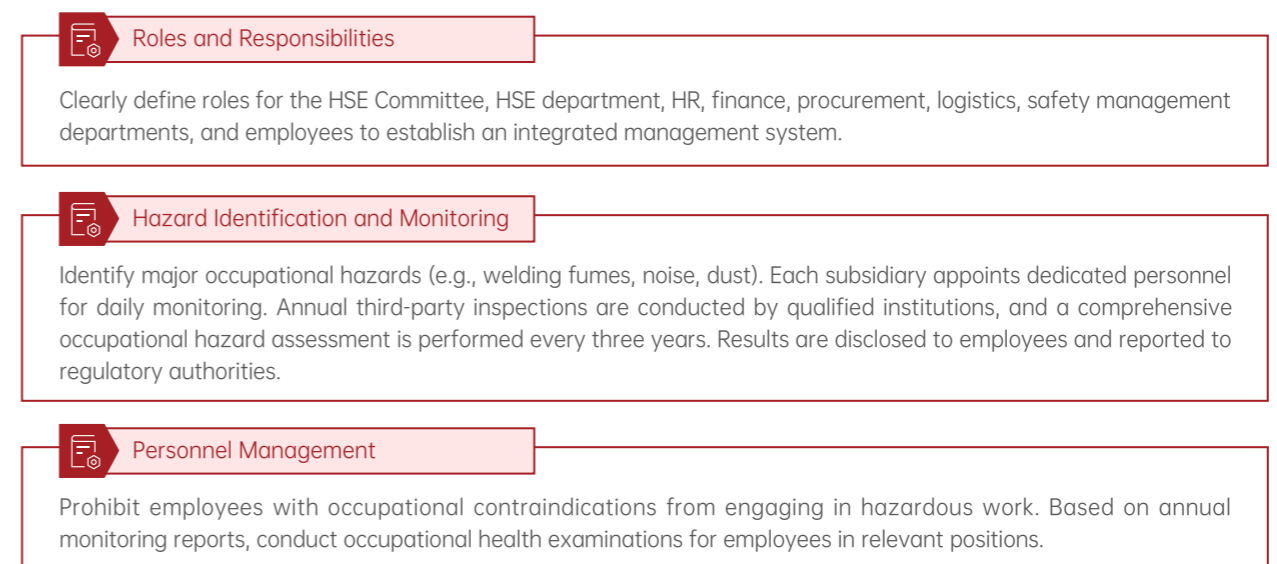 Roles and Responsibilities
Clearly define roles for the HSE Committee, HSE department, HR, finance, procurement, logistics, safety management
departments, and employees to establish an integrated management system.
Hazard Identification and Monitoring
Identify major occupational hazards (e.g., welding fumes, noise, dust). Each subsidiary appoints dedicated personnel
for daily monitoring. Annual third-party inspections are conducted by qualified institutions, and a comprehensive
occupational hazard assessment is performed every three years. Results are disclosed to employees and reported to
regulatory authorities.
Personnel Management
Prohibit employees with occupational contraindications from engaging in hazardous work. Based on annual
monitoring reports, conduct occupational health examinations for employees in relevant positions.